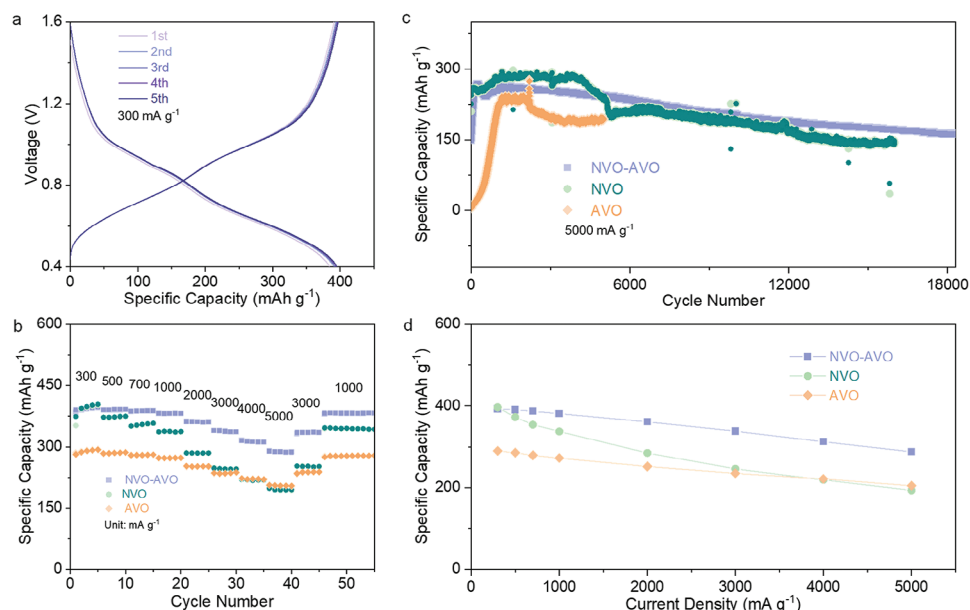 a
1.6
1.2
0.8
0.4
Voltage (V)
1st
2nd
3rd
4th
5th
300 mA g-1
0
100
200
300
400
Specific Capacity (mAh g-1)
c
300
150
0
Specific Capacity (mAh g-1)
NVO-AVO
NVO
AVO
5000 mA g-1
0
6000
12000
18000
Cycle Number
b
600
450
300
150
0
Specific Capacity (mAh g-1)
300
500
700
1000
2000
3000
4000
5000
3000
1000
NVO-AVO
NVO
AVO
Unit: mA g-1
0
10
20
30
40
50
Cycle Number
d
600
400
200
0
Specific Capacity (mAh g-1)
NVO-AVO
NVO
AVO
0
1000
2000
3000
4000
5000
Current Density (mA g-1)